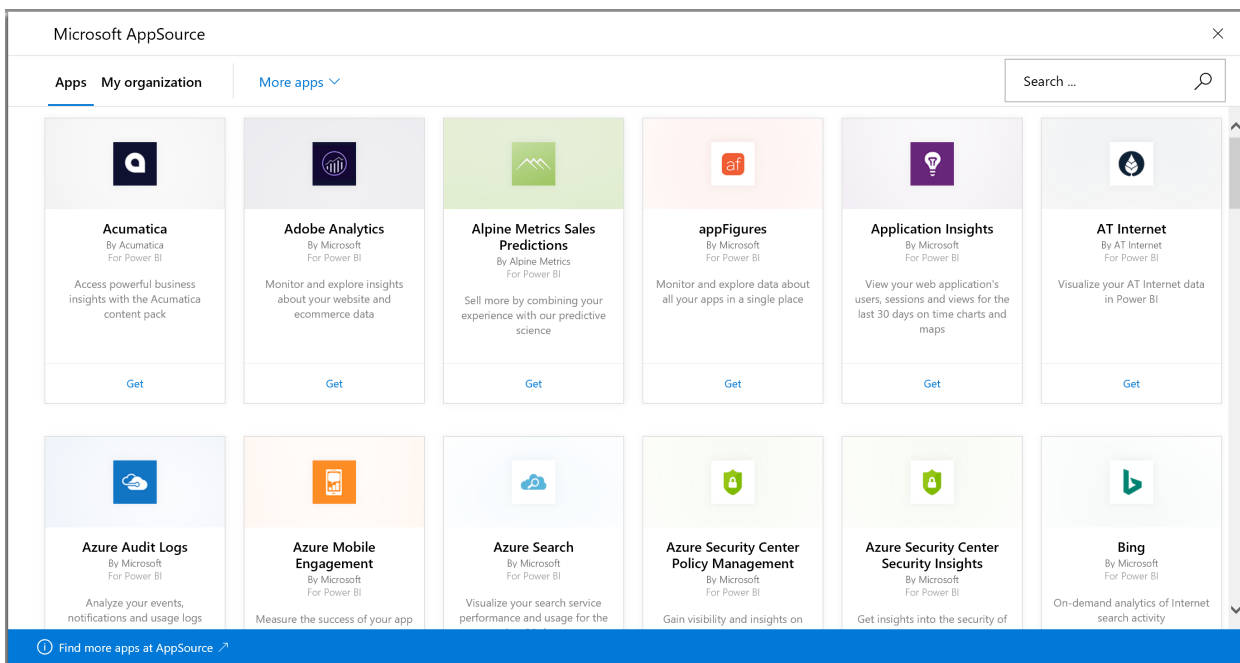 Microsoft AppSource
Apps
My organization
More apps
Search ...
af
Acumatica
By Acumatica
For Power BI
Access powerful business
insights with the Acumatica
content pack
Get
Adobe Analytics
By Microsoft
For Power BI
Monitor and explore insights
about your website and
ecommerce data
Get
Alpine Metrics Sales
Predictions
By Alpine Metrics
For Power BI
Sell more by combining your
experience with our predictive
science
Get
appFigures
By Microsoft
For Power BI
Monitor and explore data about
all your apps in a single place
Get
Application Insights
By Microsoft
For Power BI
View your web application's
users, sessions and views for the
last 30 days on time charts and
maps
Get
AT Internet
By AT Internet
For Power BI
Visualize your AT Internet data
in Power BI
Get
Azure Audit Logs
By Microsoft
For Power BI
Analyze your events,
notifications and usage logs
Azure Mobile
Engagement
By Microsoft
For Power BI
Measure the success of your app
Azure Search
By Microsoft
For Power BI
Visualize your search service
performance and usage for the
Azure Security Center
Policy Management
By Microsoft
For Power BI
Gain visibility and insights on
Azure Security Center
Security Insights
By Microsoft
For Power BI
Get insights into the security of
Bing
By Microsoft
For Power BI
On-demand analytics of Internet
search activity
Find more apps at AppSource